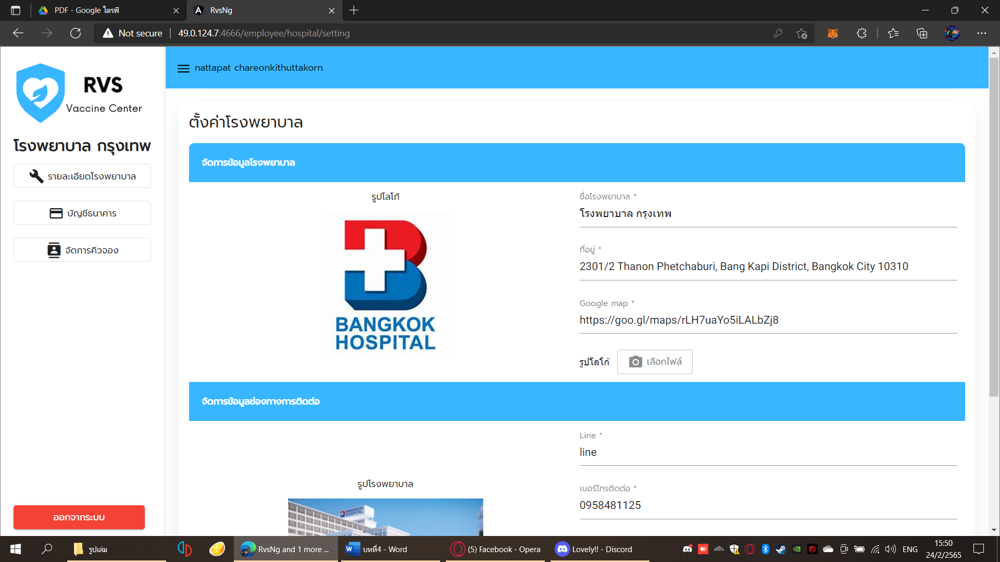 PDF - Google ไดรฟ์
RvsNg
Not secure
49.0.124.7:4666/employee/hospital/setting
RVS
Vaccine Center
โรงพยาบาล กรุงเทพ
รายละเอียดโรงพยาบาล
บัญชีธนาคาร
จัดการคิวจอง
ออกจากระบบ
nattapat chareonkithuttakorn
ตั้งค่าโรงพยาบาล
จัดการข้อมูลโรงพยาบาล
รูปโลโก้
BANGKOK
HOSPITAL
ชื่อโรงพยาบาล *
โรงพยาบาล กรุงเทพ
ที่อยู่ *
2301/2 Thanon Phetchaburi, Bang Kapi District, Bangkok City 10310
Google map *
https://goo.gl/maps/rLH7uaYo5iLALbZj8
รูปโลโก้
เลือกไฟล์
จัดการข้อมูลช่องทางการติดต่อ
รูปโรงพยาบาล
BANGKOK
HOSPITAL
Line *
line
เบอร์โทรติดต่อ *
0958481125
รูปเล่ม
RvsNg and 1 more ...
บทที่4 - Word
(5) Facebook - Opera
Lovely!! - Discord
ENG
15:50
24/2/2565